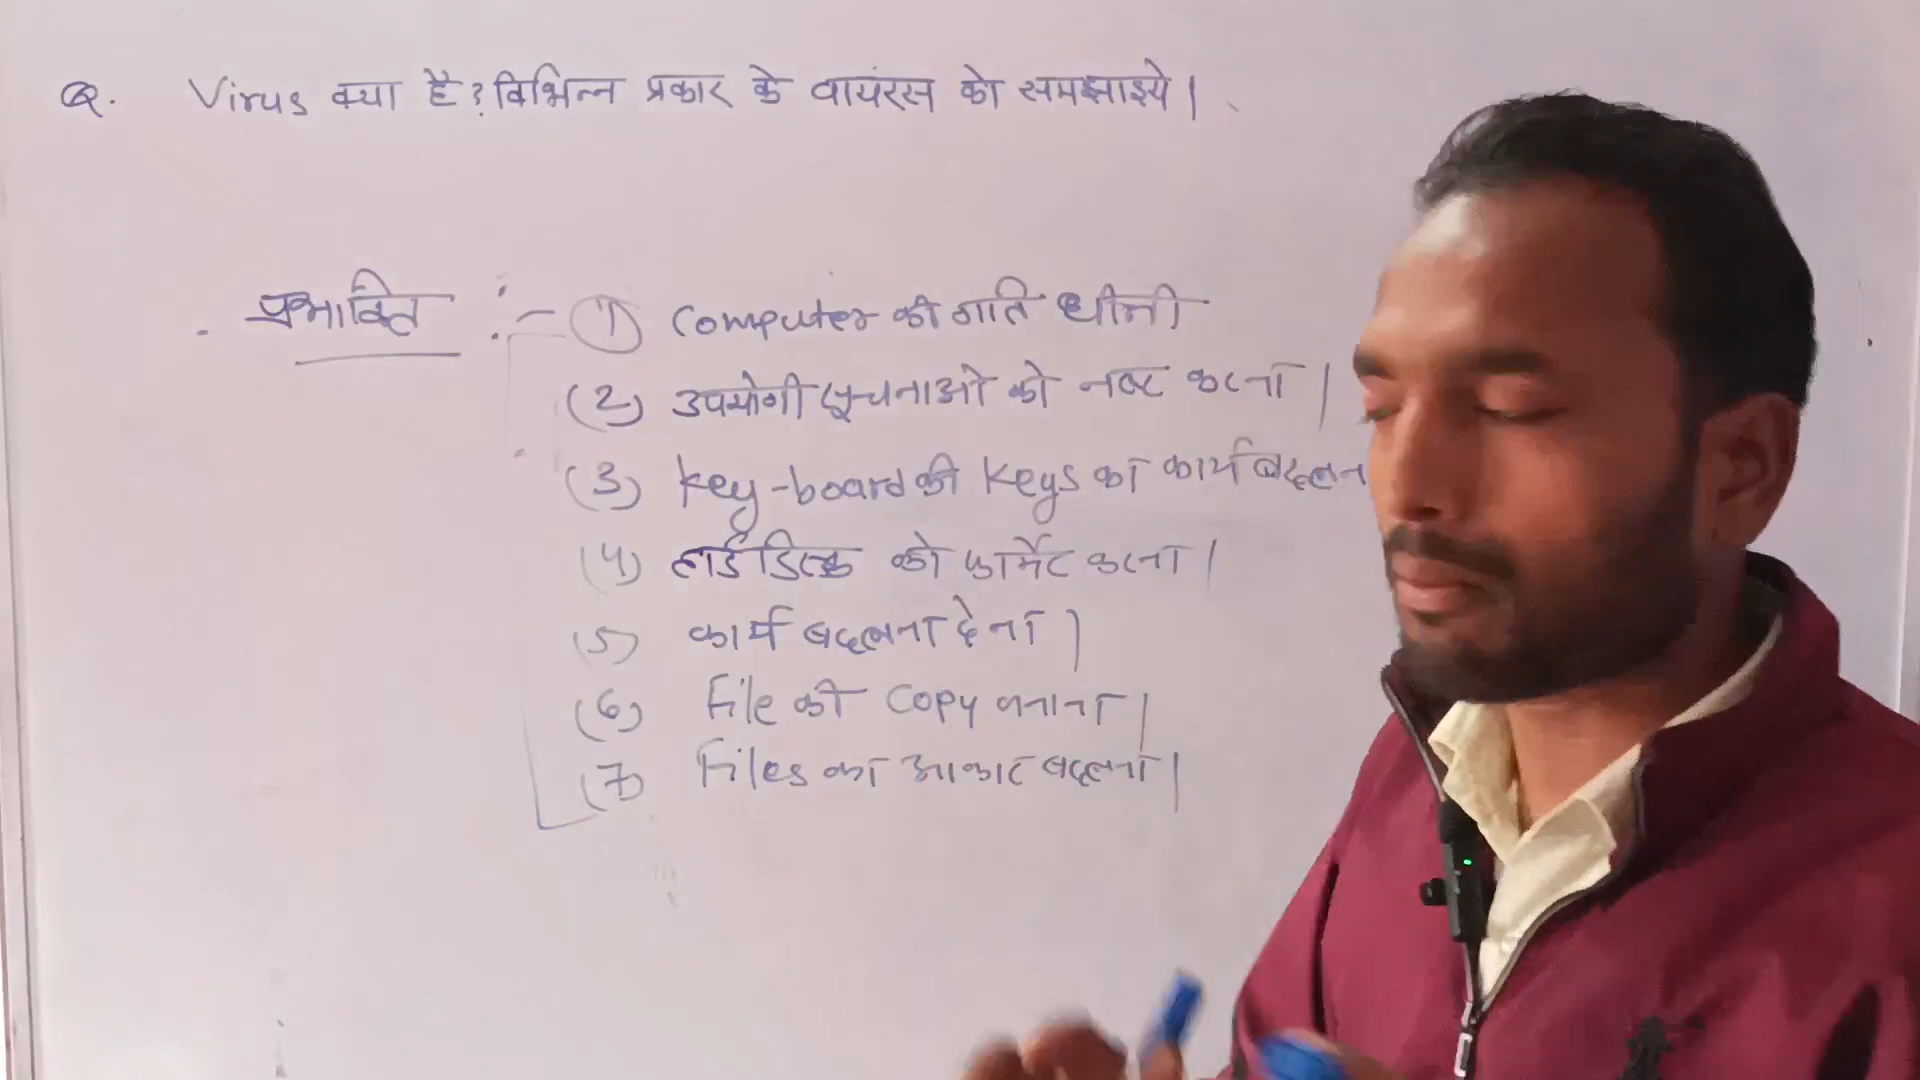 Q. Virus क्या है? विभिन्न प्रकार के वायरस को समझाइये।
प्रभावित :- (1) Computer की गति धीमी
(2) उपयोगी सूचनाओ को नष्ट करना।
(3) key-board की keys का कार्य बदलन
(4) हार्ड डिस्क को फार्मेट करना।
(5) कार्य बदलना देना।
(6) File की copy बनाना।
(7) Files का आकार बदलना।